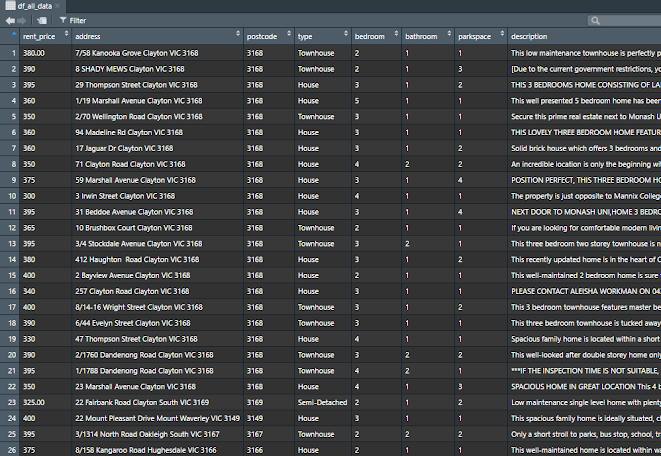 df_all_data
Filter
rent_price address postcode type bedroom bathroom parkspace description
1 380.00 7/58 Kanooka Grove Clayton VIC 3168 3168 Townhouse 2 1 1 This low maintenance townhouse is perfectly p
2 390 8 SHADY MEWS Clayton VIC 3168 3168 Townhouse 2 1 3 [Due to the current government restrictions, yo
3 395 29 Thompson Street Clayton VIC 3168 3168 House 3 1 2 THIS 3 BEDROOMS HOME CONSISTING OF LA
4 360 1/19 Marshall Avenue Clayton VIC 3168 3168 House 5 1 1 This well presented 5 bedroom home has been
5 350 2/70 Wellington Road Clayton VIC 3168 3168 Townhouse 3 1 1 Secure this prime real estate next to Monash U
6 360 94 Madeline Rd Clayton VIC 3168 3168 House 3 1 1 THIS LOVELY THREE BEDROOM HOME FEATUR
7 360 17 Jaguar Dr Clayton VIC 3168 3168 House 3 1 2 Solid brick house which offers 3 bedrooms and
8 350 71 Clayton Road Clayton VIC 3168 3168 House 4 2 2 An incredible location is only the beginning wi
9 375 59 Marshall Avenue Clayton VIC 3168 3168 House 3 1 4 POSITION PERFECT, THIS THREE BEDROOM HO
10 300 3 Irwin Street Clayton VIC 3168 3168 House 4 1 1 The property is just opposite to Mannix Colleg
11 395 31 Beddoe Avenue Clayton VIC 3168 3168 House 3 1 4 NEXT DOOR TO MONASH UNI,HOME 3 BEDRO
12 365 10 Brushbox Court Clayton VIC 3168 3168 Townhouse 2 1 1 If you are looking for comfortable modern livin
13 395 3/4 Stockdale Avenue Clayton VIC 3168 3168 Townhouse 3 2 1 This three bedroom two storey townhouse is n
14 380 412 Haughton Road Clayton VIC 3168 3168 House 3 1 2 This recently updated home is in the heart of C
15 400 2 Bayview Avenue Clayton VIC 3168 3168 House 2 1 1 This well-maintained 2 bedroom home is sure
16 340 257 Clayton Road Clayton VIC 3168 3168 House 3 1 1 PLEASE CONTACT ALEISHA WORKMAN ON 04
17 400 8/14-16 Wright Street Clayton VIC 3168 3168 Townhouse 3 1 2 This 3 bedroom townhouse features master be
18 390 6/44 Evelyn Street Clayton VIC 3168 3168 Townhouse 3 1 1 This three bedroom townhouse is tucked away
19 330 47 Thompson Street Clayton VIC 3168 3168 House 4 1 1 Spacious family home is located within a short
20 390 2/1760 Dandenong Road Clayton VIC 3168 3168 Townhouse 3 2 2 This well-looked after double storey home only
21 395 1/1788 Dandenong Road Clayton VIC 3168 3168 Townhouse 4 2 1 ***IF THE INSPECTION TIME IS NOT SUITABLE,
22 350 23 Marshall Avenue Clayton VIC 3168 3168 House 4 1 3 SPACIOUS HOME IN GREAT LOCATION This 4 b
23 325.00 22 Fairbank Road Clayton South VIC 3169 3169 Semi-Detached 2 1 2 Low maintenance single level home with plent
24 400 22 Mount Pleasant Drive Mount Waverley VIC 3149 3149 House 3 1 1 This spacious family home is ideally situated, c
25 395 3/1314 North Road Oakleigh South VIC 3167 3167 Townhouse 2 2 2 Only a short stroll to parks, bus stop, school, tr
26 375 8/158 Kangaroo Road Hughesdale VIC 3166 3166 House 2 1 1 This well-maintained home is located within wa